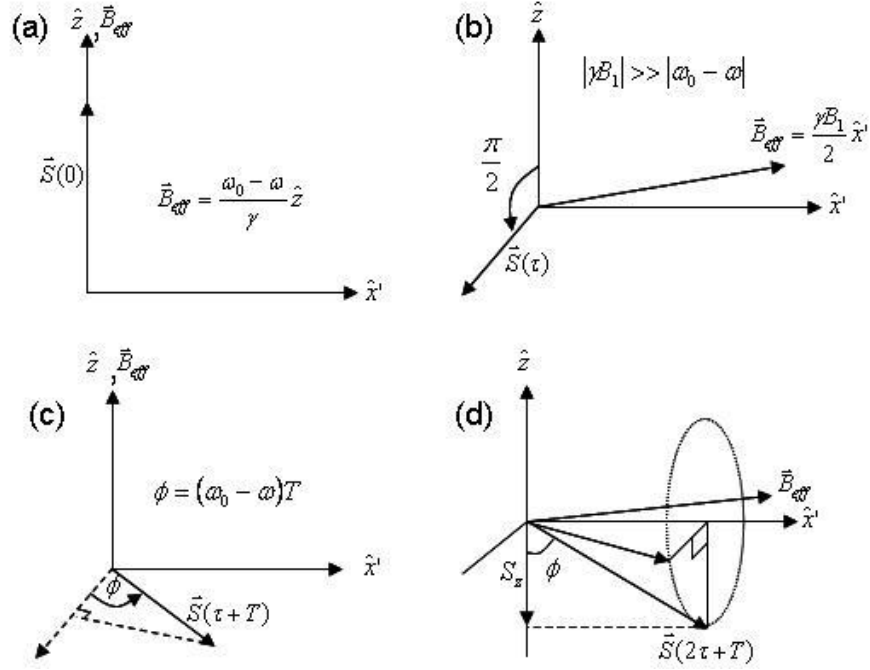 (a)
ẑ, B⃗eff
S⃗(0)
B⃗eff = (ω0 − ω)/γ ẑ
x̂'
(b)
ẑ
|γB1| >> |ω0 − ω|
B⃗eff = γB1/2 x̂'
π/2
x̂'
S⃗(τ)
(c)
ẑ, B⃗eff
ϕ = (ω0 − ω)T
x̂'
ϕ
S⃗(τ + T)
(d)
ẑ
B⃗eff
x̂'
Sz
ϕ
S⃗(2τ + T)